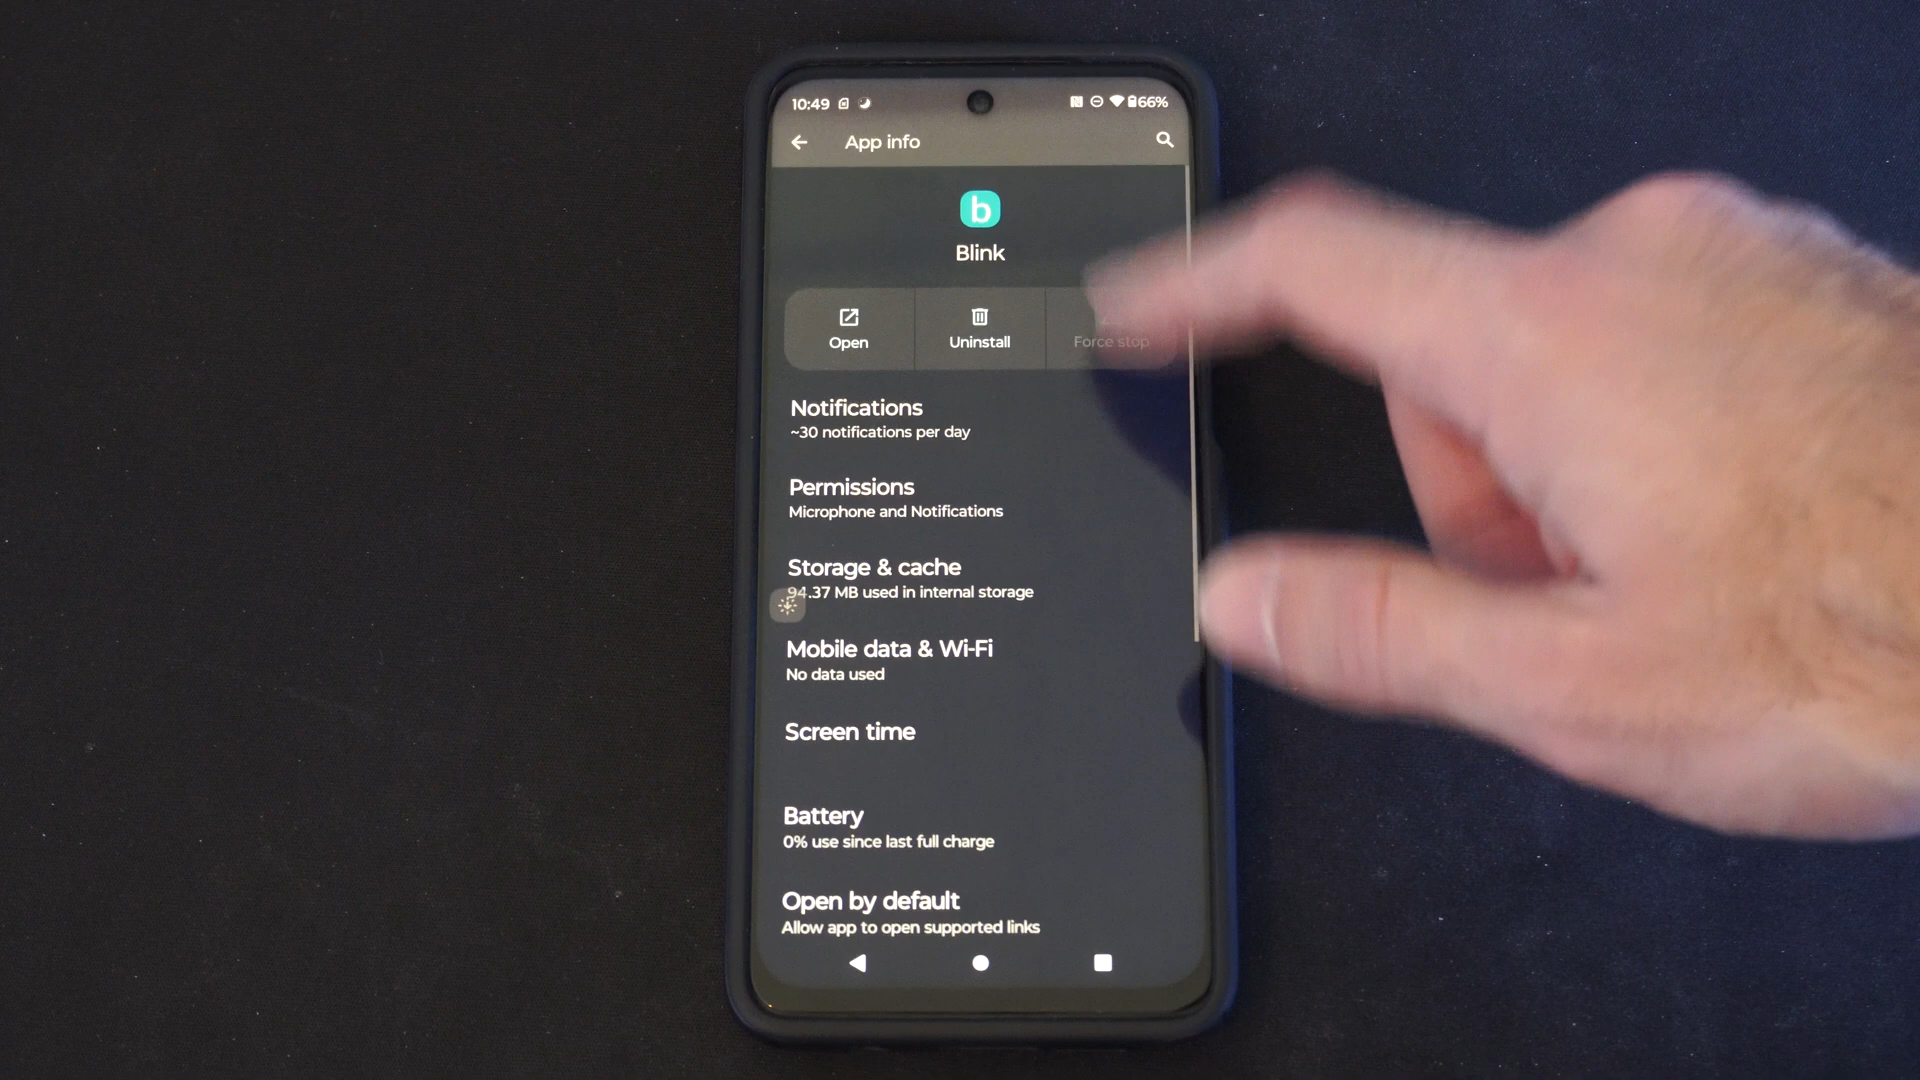 10:49 66%
App info
b
Blink
Open Uninstall Force stop
Notifications
~30 notifications per day
Permissions
Microphone and Notifications
Storage & cache
94.37 MB used in internal storage
Mobile data & Wi-Fi
No data used
Screen time
Battery
0% use since last full charge
Open by default
Allow app to open supported links